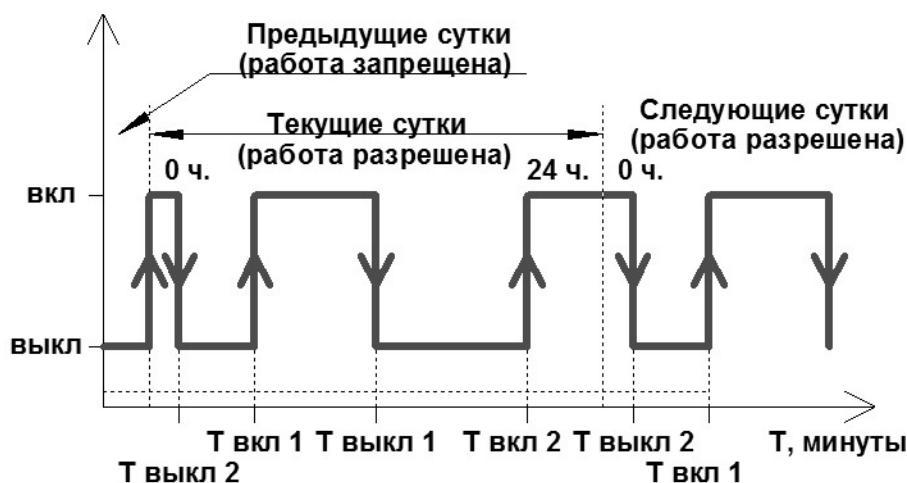 Предыдущие сутки
(работа запрещена)
Текущие сутки
(работа разрешена)
Следующие сутки
(работа разрешена)
0 ч.
24 ч.
0 ч.
ВКЛ
ВЫКЛ
Т вкл 1
Т выкл 1
Т вкл 2
Т выкл 2
Т, минуты
Т выкл 2
Т вкл 1